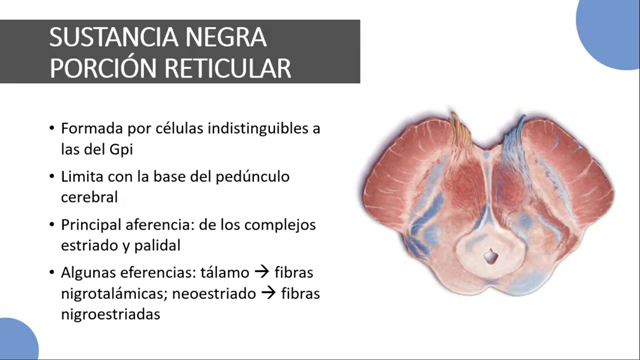 SUSTANCIA NEGRA
PORCIÓN RETICULAR
• Formada por células indistinguibles a
las del Gpi
• Limita con la base del pedúnculo
cerebral
• Principal aferencia: de los complejos
estriado y palidal
• Algunas eferencias: tálamo → fibras
nigrotalámicas; neoestriado → fibras
nigroestriadas